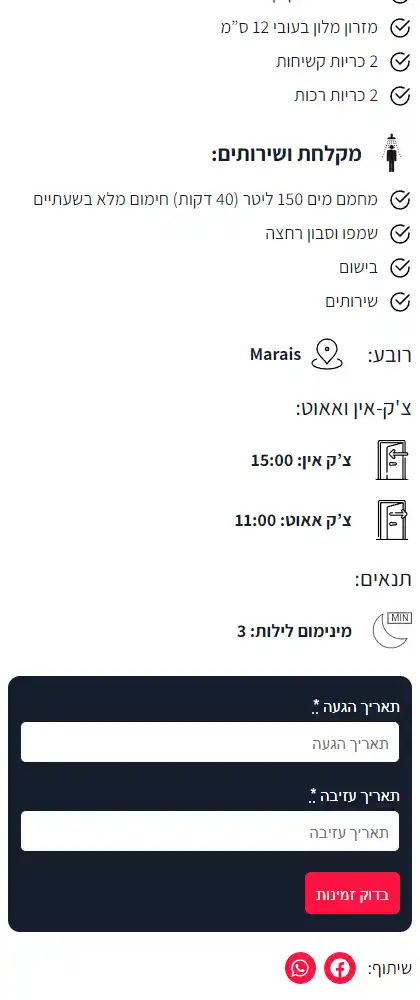 מזרון מלון בעובי 12 ס”מ
2 כריות קשיחות
2 כריות רכות
מקלחת ושירותים:
מחמם מים 150 ליטר (40 דקות) חימום מלא בשעתיים
שמפו וסבון רחצה
בישום
שירותים
רובע: Marais
צ'ק-אין ואאוט:
צ’ק אין: 15:00
צ’ק אאוט: 11:00
תנאים:
MIN
מינימום לילות: 3
תאריך הגעה *
תאריך הגעה
תאריך עזיבה *
תאריך עזיבה
בדוק זמינות
שיתוף: